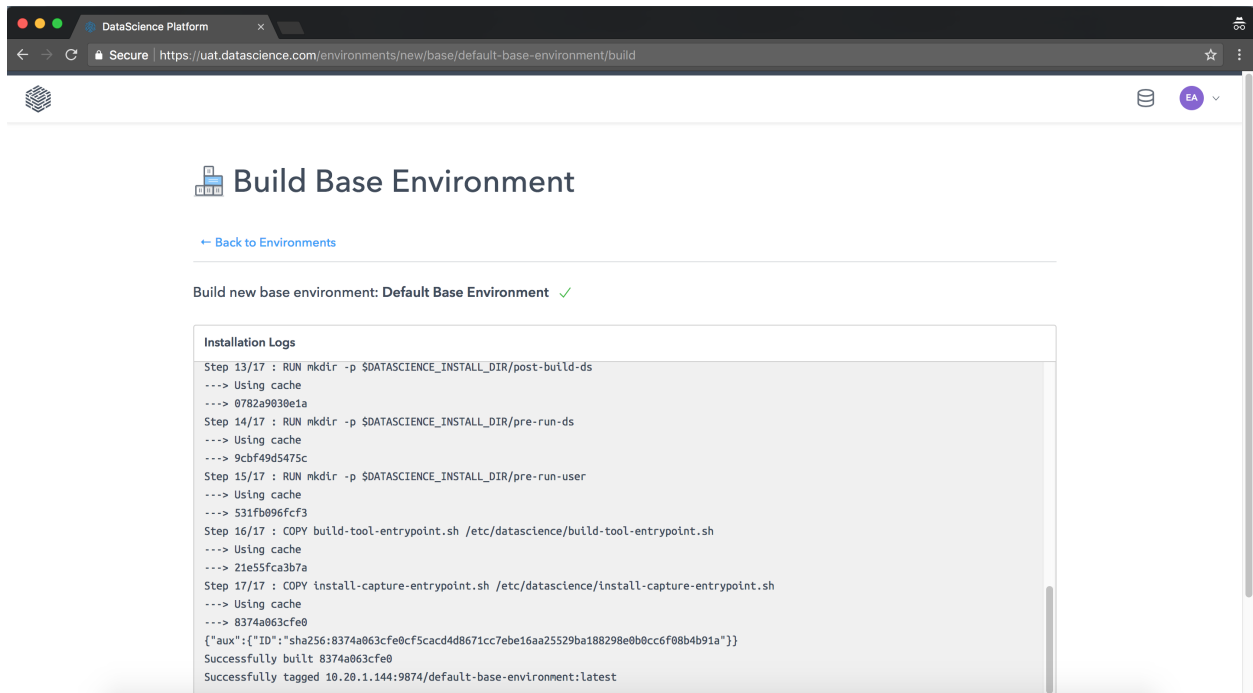 DataScience Platform
Secure https://uat.datascience.com/environments/new/base/default-base-environment/build
EA
Build Base Environment
← Back to Environments
Build new base environment: Default Base Environment ✓
Installation Logs
Step 13/17 : RUN mkdir -p $DATASCIENCE_INSTALL_DIR/post-build-ds
---> Using cache
---> 0782a9030e1a
Step 14/17 : RUN mkdir -p $DATASCIENCE_INSTALL_DIR/pre-run-ds
---> Using cache
---> 9cbf49d5475c
Step 15/17 : RUN mkdir -p $DATASCIENCE_INSTALL_DIR/pre-run-user
---> Using cache
---> 531fb096fcf3
Step 16/17 : COPY build-tool-entrypoint.sh /etc/datascience/build-tool-entrypoint.sh
---> Using cache
---> 21e55fca3b7a
Step 17/17 : COPY install-capture-entrypoint.sh /etc/datascience/install-capture-entrypoint.sh
---> Using cache
---> 8374a063cfe0
{"aux":{"ID":"sha256:8374a063cfe0cf5cacd4d8671cc7ebe16aa25529ba188298e0b0cc6f08b4b91a"}}
Successfully built 8374a063cfe0
Successfully tagged 10.20.1.144:9874/default-base-environment:latest